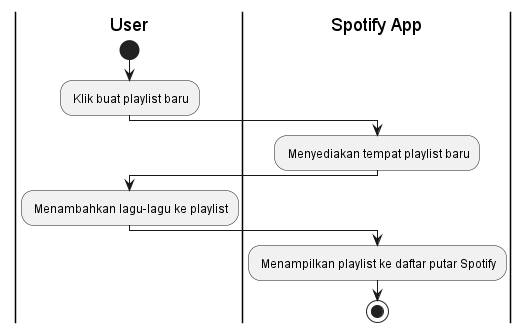 User
Spotify App
Klik buat playlist baru
Menyediakan tempat playlist baru
Menambahkan lagu-lagu ke playlist
Menampilkan playlist ke daftar putar Spotify